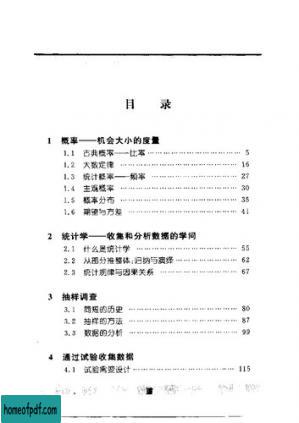 目 录
1 概率——机会大小的度量
1.1 古典概率——比率 …… 5
1.2 大数定律 …… 16
1.3 统计概率——频率 …… 27
1.4 主观概率 …… 30
1.5 概率分布 …… 35
1.6 期望与方差 …… 41
2 统计学——收集和分析数据的学问
2.1 什么是统计学 …… 55
2.2 从部分推整体:归纳与演绎 …… 62
2.3 统计规律与因果关系 …… 67
3 抽样调查
3.1 简短的历史 …… 80
3.2 抽样的方法 …… 87
3.3 数据的分析 …… 99
4 通过试验收集数据
4.1 试验需要设计 …… 115
homeofpdf.com
homeofpdf.com